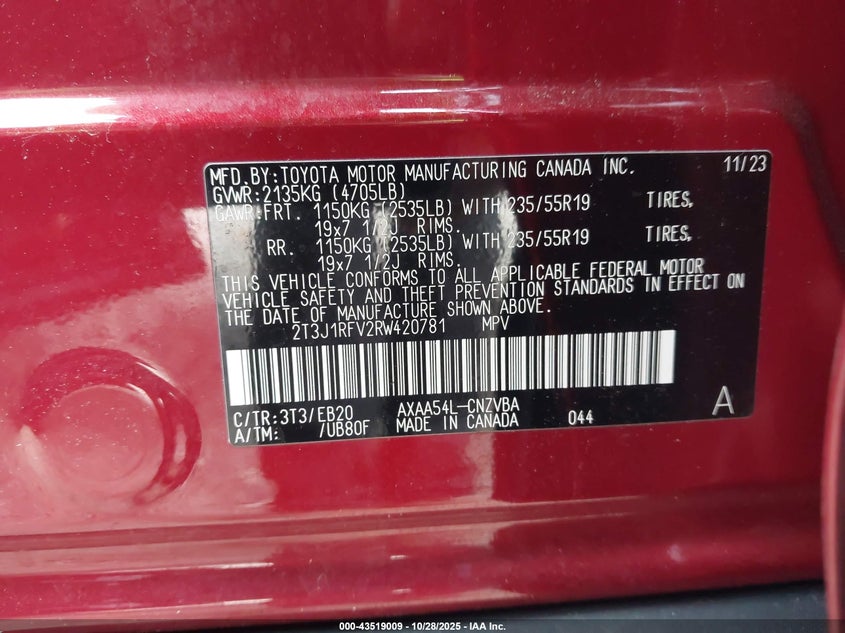 MFD.BY:TOYOTA MOTOR MANUFACTURING CANADA INC. 11/23
GVWR:2135KG (4705LB)
GAWR:FRT. 1150KG (2535LB) WITH 235/55R19 TIRES,
19x7 1/2J RIMS.
RR. 1150KG (2535LB) WITH 235/55R19 TIRES,
19x7 1/2J RIMS.
THIS VEHICLE CONFORMS TO ALL APPLICABLE FEDERAL MOTOR
VEHICLE SAFETY AND THEFT PREVENTION STANDARDS IN EFFECT ON
THE DATE OF MANUFACTURE SHOWN ABOVE.
2T3J1RFV2RW420781 MPV
C/TR:3T3/EB20 AXAA54L-CNZVBA 044 A
A/TM: /UB80F MADE IN CANADA
000-43519009 - 10/28/2025 - IAA Inc.